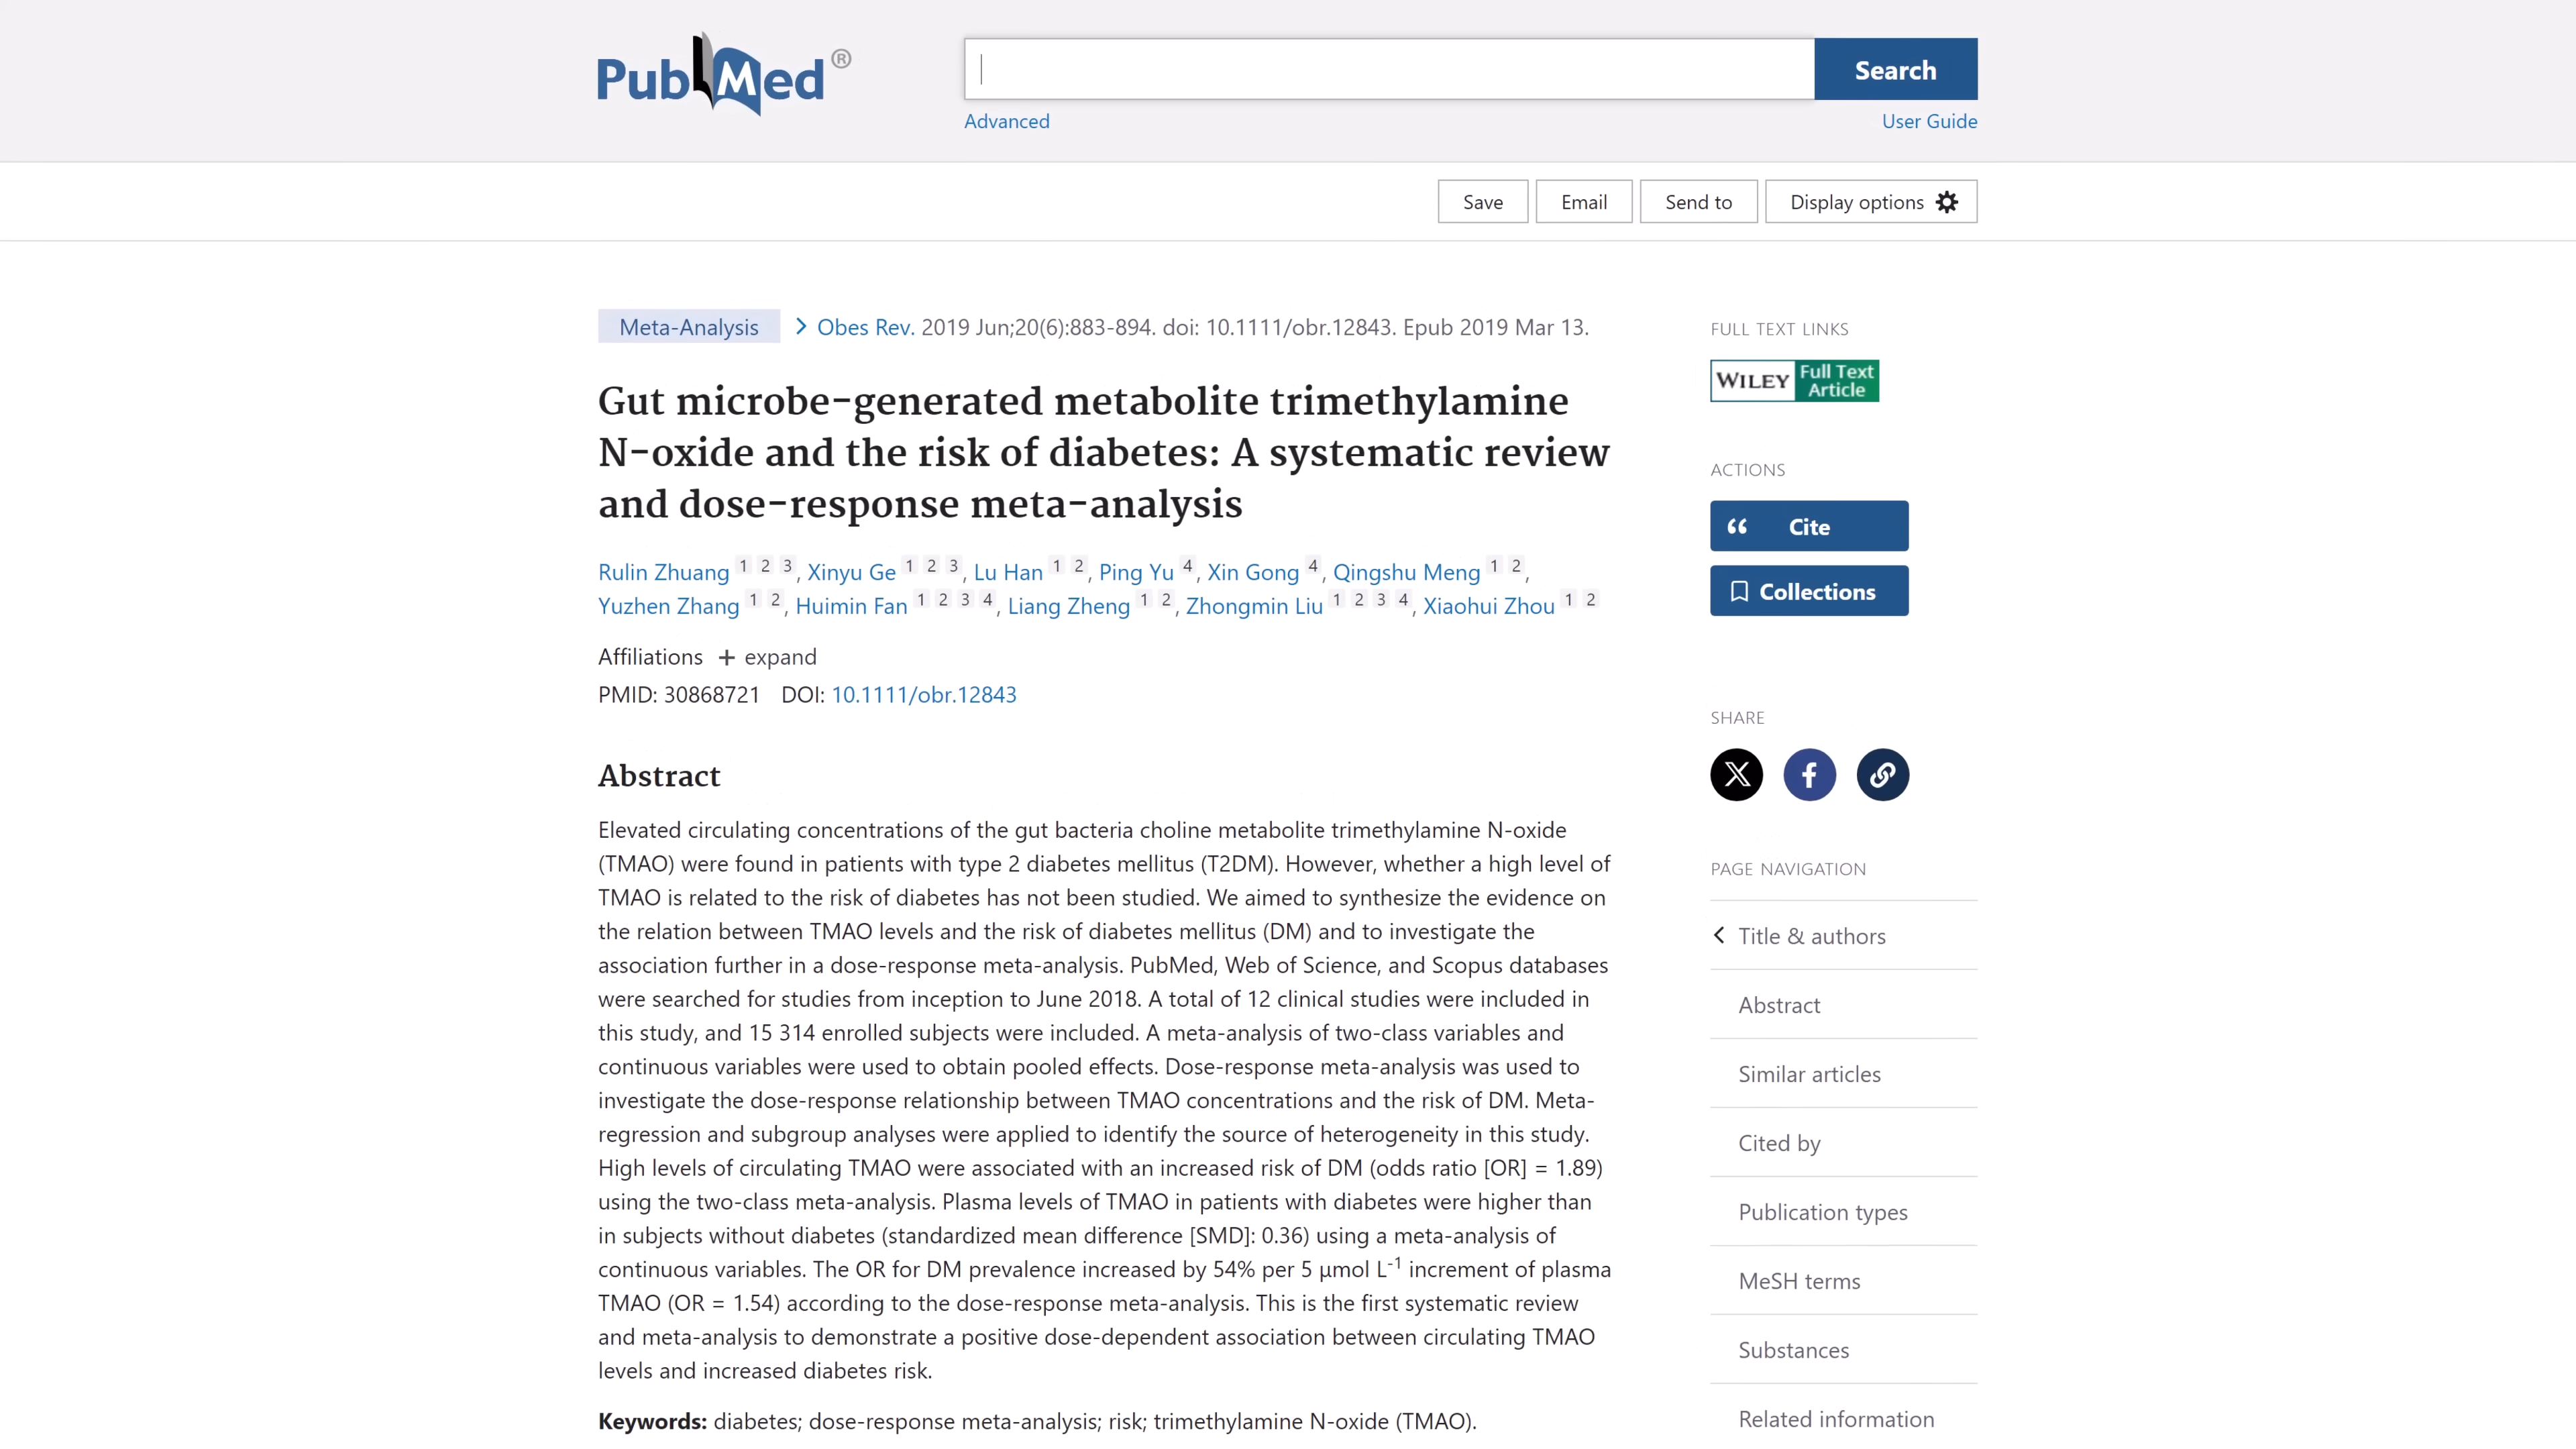 PubMed®
Search
Advanced
User Guide
Save
Email
Send to
Display options
Meta-Analysis
Obes Rev. 2019 Jun;20(6):883-894. doi: 10.1111/obr.12843. Epub 2019 Mar 13.
Gut microbe-generated metabolite trimethylamine
N-oxide and the risk of diabetes: A systematic review
and dose-response meta-analysis
Rulin Zhuang 1 2 3, Xinyu Ge 1 2 3, Lu Han 1 2, Ping Yu 4, Xin Gong 4, Qingshu Meng 1 2,
Yuzhen Zhang 1 2, Huimin Fan 1 2 3 4, Liang Zheng 1 2, Zhongmin Liu 1 2 3 4, Xiaohui Zhou 1 2
Affiliations + expand
PMID: 30868721 DOI: 10.1111/obr.12843
Abstract
Elevated circulating concentrations of the gut bacteria choline metabolite trimethylamine N-oxide
(TMAO) were found in patients with type 2 diabetes mellitus (T2DM). However, whether a high level of
TMAO is related to the risk of diabetes has not been studied. We aimed to synthesize the evidence on
the relation between TMAO levels and the risk of diabetes mellitus (DM) and to investigate the
association further in a dose-response meta-analysis. PubMed, Web of Science, and Scopus databases
were searched for studies from inception to June 2018. A total of 12 clinical studies were included in
this study, and 15 314 enrolled subjects were included. A meta-analysis of two-class variables and
continuous variables were used to obtain pooled effects. Dose-response meta-analysis was used to
investigate the dose-response relationship between TMAO concentrations and the risk of DM. Meta-
regression and subgroup analyses were applied to identify the source of heterogeneity in this study.
High levels of circulating TMAO were associated with an increased risk of DM (odds ratio [OR] = 1.89)
using the two-class meta-analysis. Plasma levels of TMAO in patients with diabetes were higher than
in subjects without diabetes (standardized mean difference [SMD]: 0.36) using a meta-analysis of
continuous variables. The OR for DM prevalence increased by 54% per 5 μmol L-1 increment of plasma
TMAO (OR = 1.54) according to the dose-response meta-analysis. This is the first systematic review
and meta-analysis to demonstrate a positive dose-dependent association between circulating TMAO
levels and increased diabetes risk.
Keywords: diabetes; dose-response meta-analysis; risk; trimethylamine N-oxide (TMAO).
FULL TEXT LINKS
WILEY Full Text
Article
ACTIONS
Cite
Collections
SHARE
PAGE NAVIGATION
Title & authors
Abstract
Similar articles
Cited by
Publication types
MeSH terms
Substances
Related information